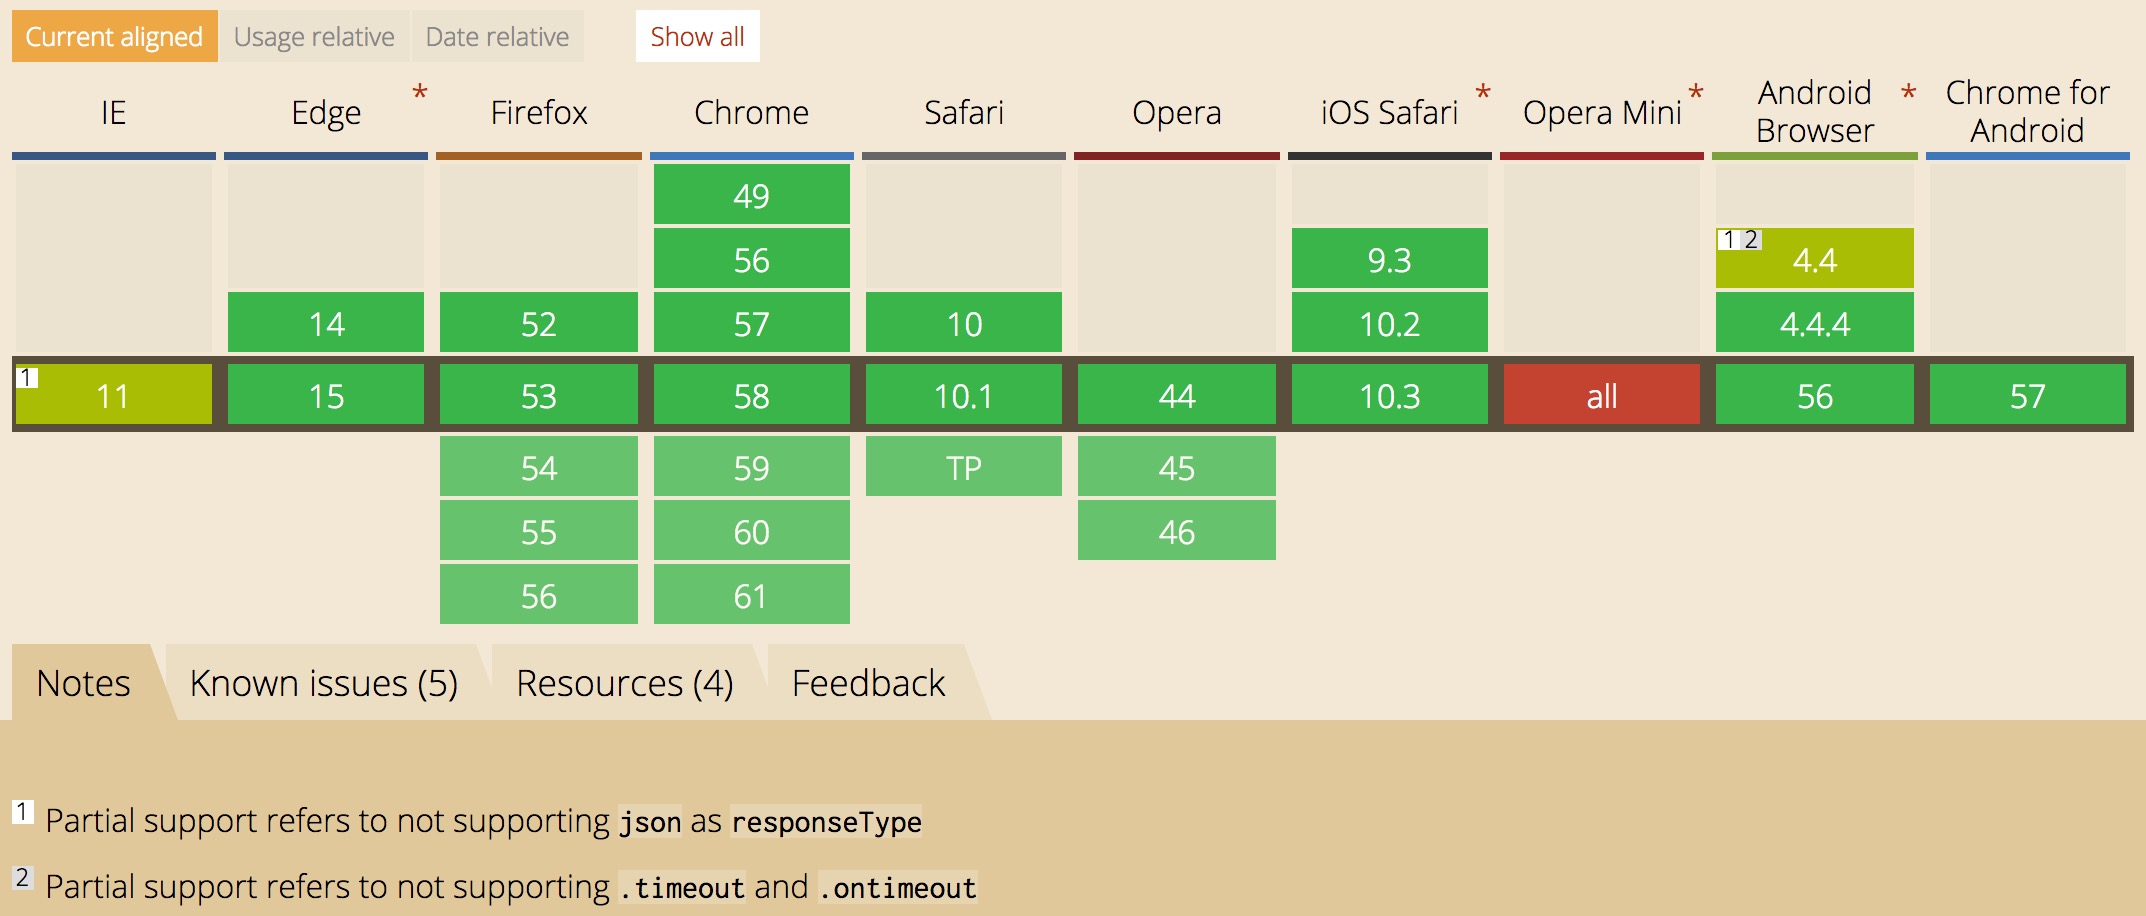 Current aligned Usage relative Date relative Show all
IE Edge * Firefox Chrome Safari Opera iOS Safari * Opera Mini * Android Browser * Chrome for Android
49
56 9.3 1 2 4.4
14 52 57 10 10.2 4.4.4
1 11 15 53 58 10.1 44 10.3 all 56 57
54 59 TP 45
55 60 46
56 61
Notes Known issues (5) Resources (4) Feedback
1 Partial support refers to not supporting json as responseType
2 Partial support refers to not supporting .timeout and .ontimeout